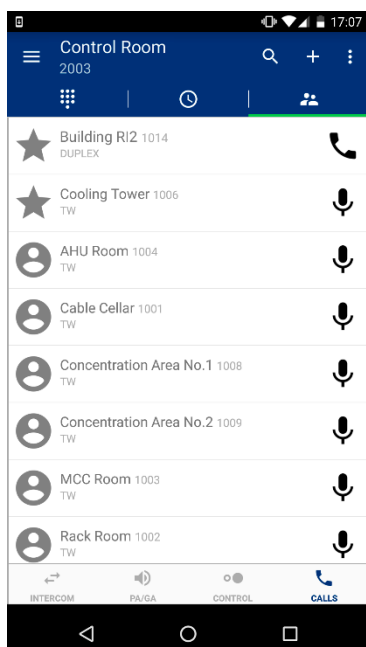 17:07
Control Room
2003
Building RI2 1014
DUPLEX
Cooling Tower 1006
TW
AHU Room 1004
TW
Cable Cellar 1001
TW
Concentration Area No.1 1008
TW
Concentration Area No.2 1009
TW
MCC Room 1003
TW
Rack Room 1002
TW
INTERCOM PA/GA CONTROL CALLS